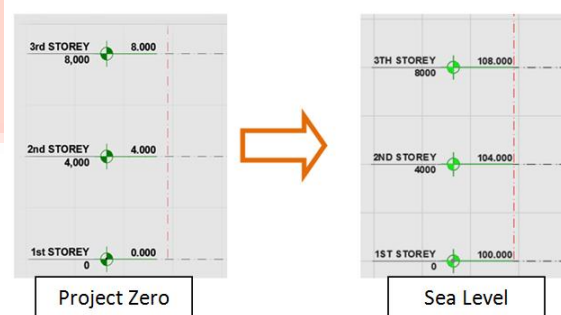 3rd STOREY 8.000
8,000
2nd STOREY 4.000
4,000
1st STOREY 0.000
0
Project Zero
3TH STOREY 108.000
8000
2ND STOREY 104.000
4000
1ST STOREY 100.000
0
Sea Level